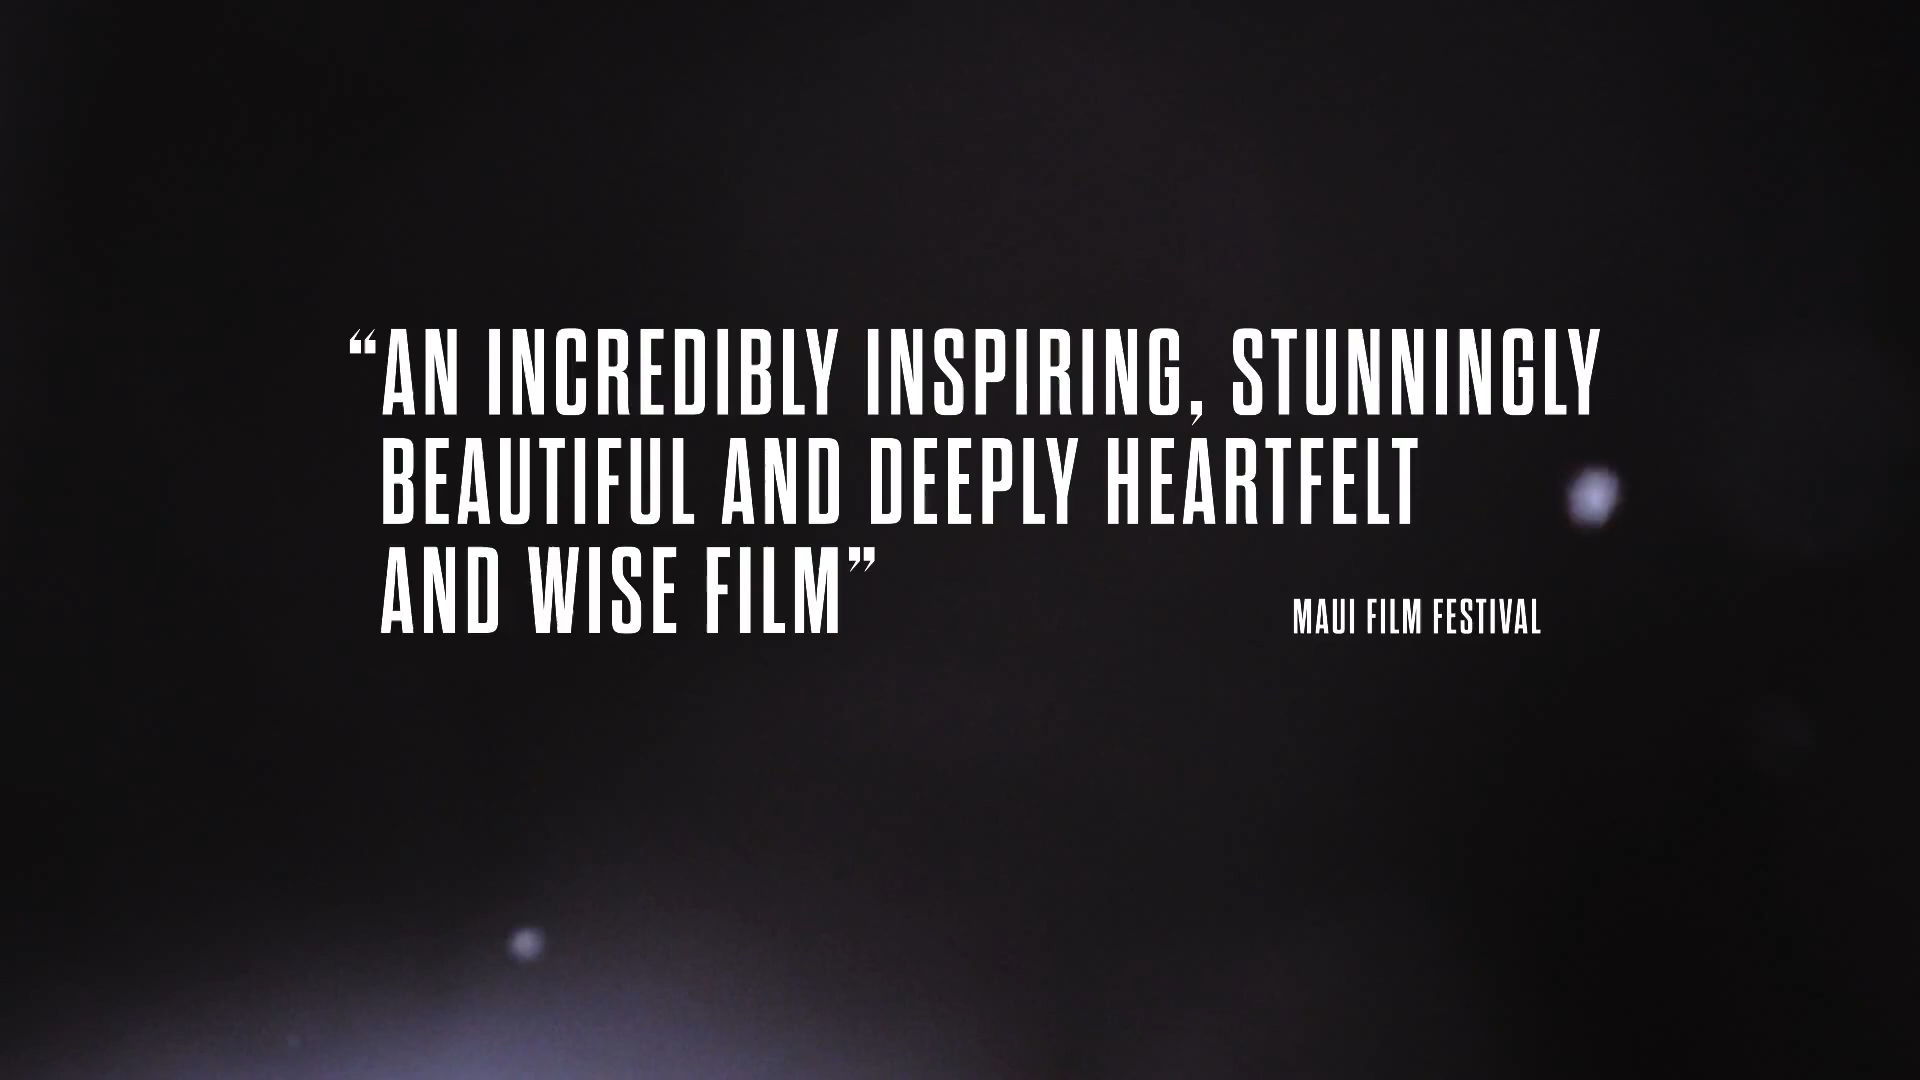 “AN INCREDIBLY INSPIRING, STUNNINGLY
BEAUTIFUL AND DEEPLY HEARTFELT
AND WISE FILM”
MAUI FILM FESTIVAL